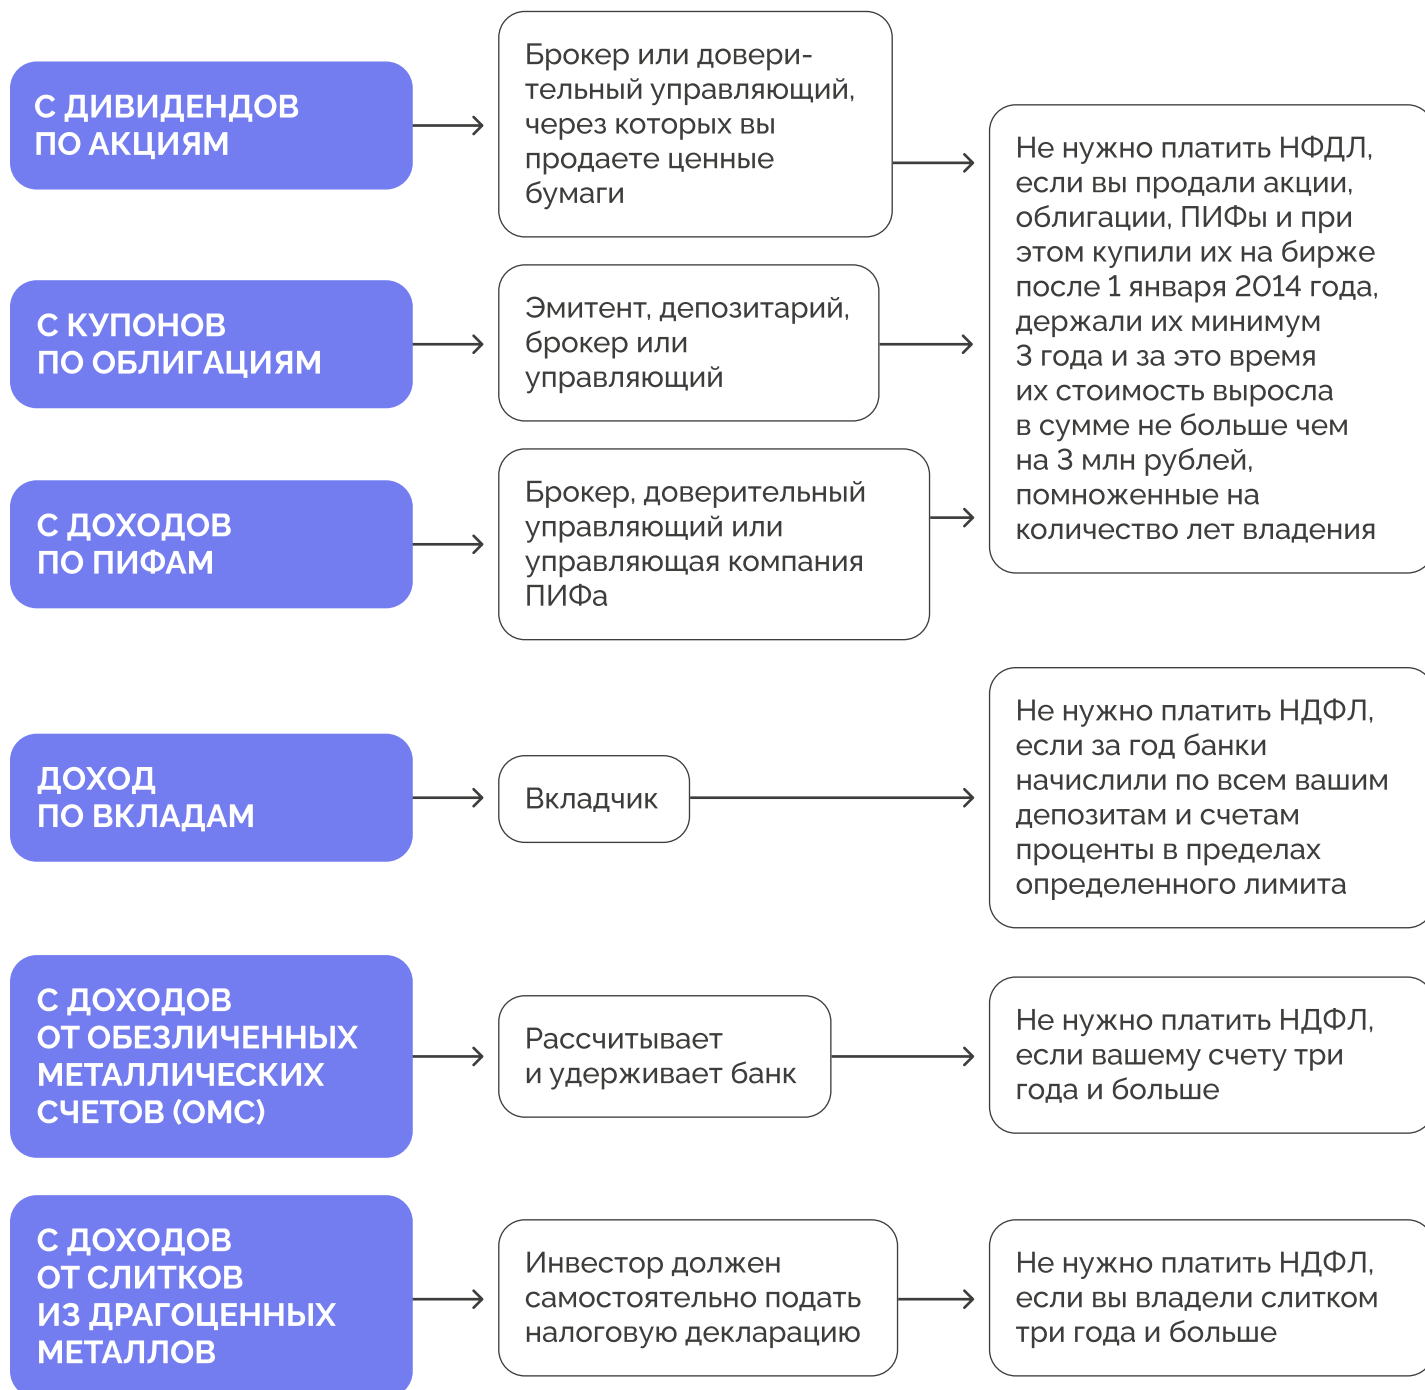 С ДИВИДЕНДОВ
ПО АКЦИЯМ
Брокер или довери-
тельный управляющий,
через которых вы
продаете ценные
бумаги
Не нужно платить НФДЛ,
если вы продали акции,
облигации, ПИФы и при
этом купили их на бирже
после 1 января 2014 года,
держали их минимум
3 года и за это время
их стоимость выросла
в сумме не больше чем
на 3 млн рублей,
помноженные на
количество лет владения
С КУПОНОВ
ПО ОБЛИГАЦИЯМ
Эмитент, депозитарий,
брокер или
управляющий
С ДОХОДОВ
ПО ПИФАМ
Брокер, доверительный
управляющий или
управляющая компания
ПИФа
ДОХОД
ПО ВКЛАДАМ
Вкладчик
Не нужно платить НДФЛ,
если за год банки
начислили по всем вашим
депозитам и счетам
проценты в пределах
определенного лимита
С ДОХОДОВ
ОТ ОБЕЗЛИЧЕННЫХ
МЕТАЛЛИЧЕСКИХ
СЧЕТОВ (ОМС)
Рассчитывает
и удерживает банк
Не нужно платить НДФЛ,
если вашему счету три
года и больше
С ДОХОДОВ
ОТ СЛИТКОВ
ИЗ ДРАГОЦЕННЫХ
МЕТАЛЛОВ
Инвестор должен
самостоятельно подать
налоговую декларацию
Не нужно платить НДФЛ,
если вы владели слитком
три года и больше